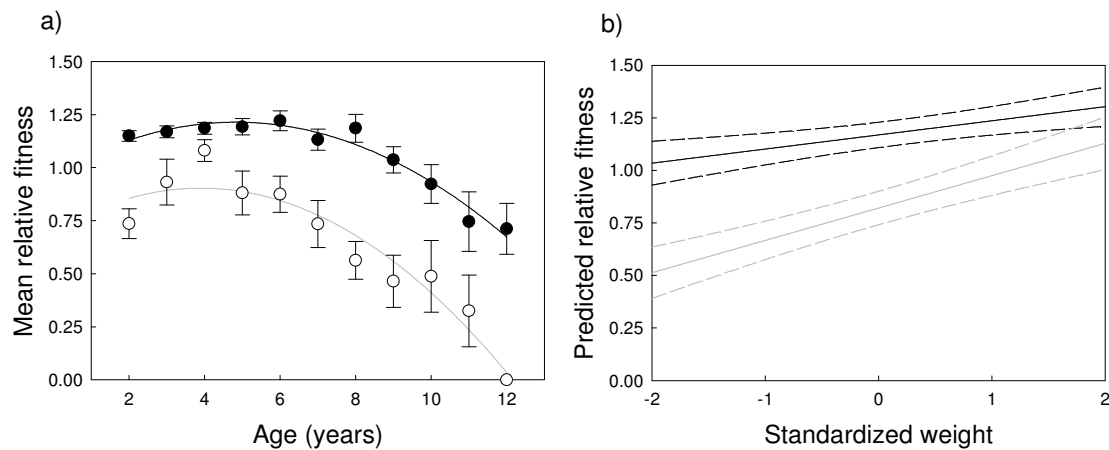 a)
1.50
1.25
1.00
0.75
0.50
0.25
0.00
Mean relative fitness
2 4 6 8 10 12
Age (years)
b)
1.50
1.25
1.00
0.75
0.50
0.25
0.00
Predicted relative fitness
-2 -1 0 1 2
Standardized weight